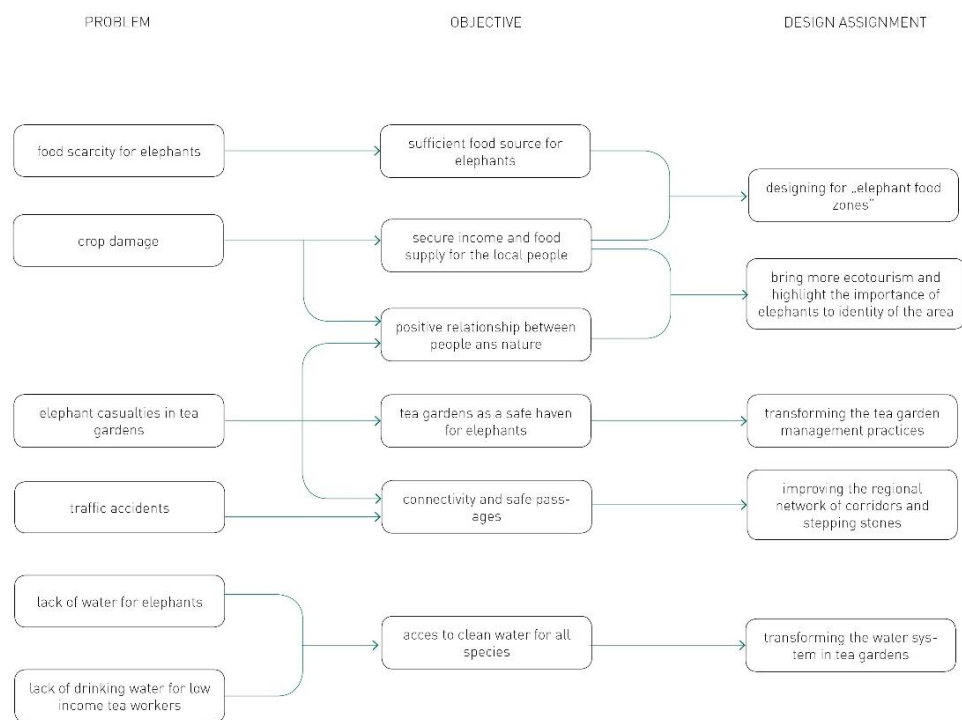 PROBLEM
OBJECTIVE
DESIGN ASSIGNMENT
food scarcity for elephants
sufficient food source for
elephants
designing for „elephant food
zones"
crop damage
secure income and food
supply for the local people
bring more ecotourism and
highlight the importance of
elephants to identity of the area
positive relationship between
people ans nature
elephant casualties in tea
gardens
tea gardens as a safe haven
for elephants
transforming the tea garden
management practices
traffic accidents
connectivity and safe pass-
ages
improving the regional
network of corridors and
stepping stones
lack of water for elephants
acces to clean water for all
species
transforming the water sys-
tem in tea gardens
lack of drinking water for low
income tea workers